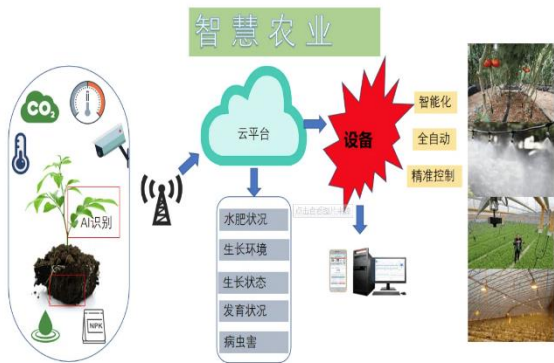 智慧农业
CO2
AI识别
NPK
云平台
水肥状况
生长环境
生长状态
发育状况
病虫害
设备
智能化
全自动
精准控制